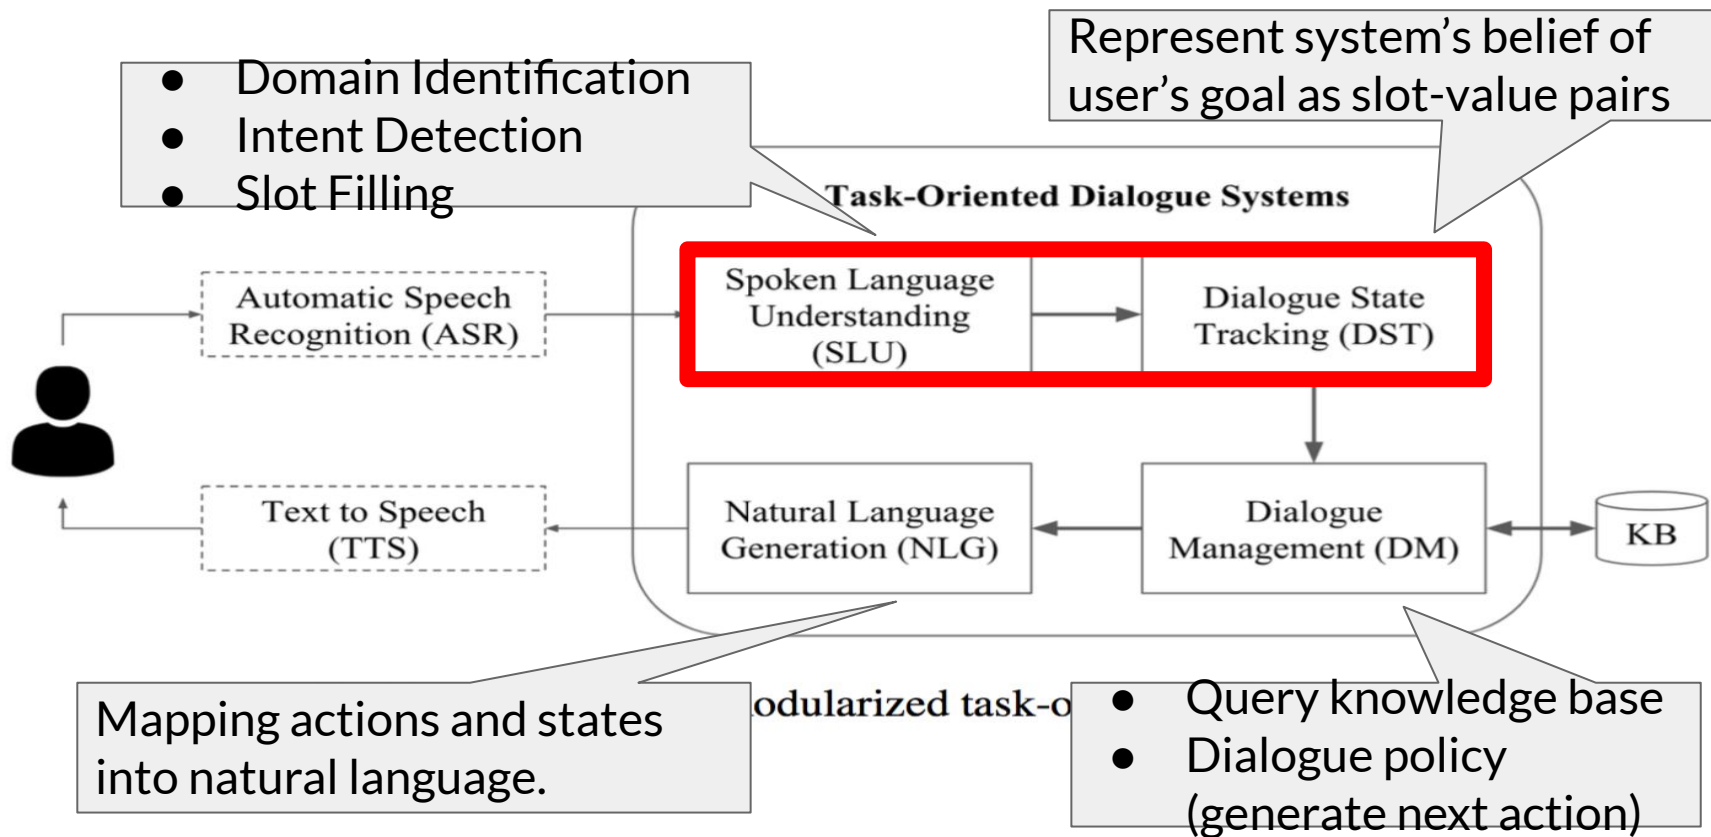 ● Domain Identification
● Intent Detection
● Slot Filling
Represent system’s belief of
user’s goal as slot-value pairs
Task-Oriented Dialogue Systems
Automatic Speech
Recognition (ASR)
Spoken Language
Understanding
(SLU)
Dialogue State
Tracking (DST)
Text to Speech
(TTS)
Natural Language
Generation (NLG)
Dialogue
Management (DM)
KB
Mapping actions and states
into natural language.
odularized task-o
● Query knowledge base
● Dialogue policy
(generate next action)